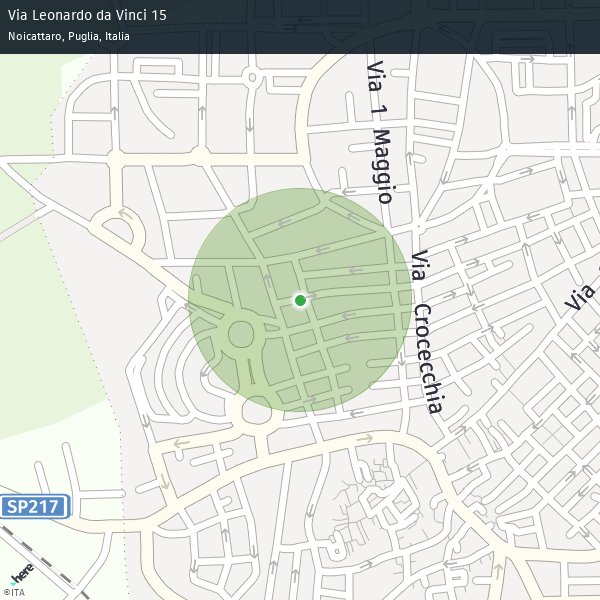 Via Leonardo da Vinci 15
Noicattaro, Puglia, Italia
Via 1 Maggio
Via Crocecchia
Via
SP217
here
©ITA